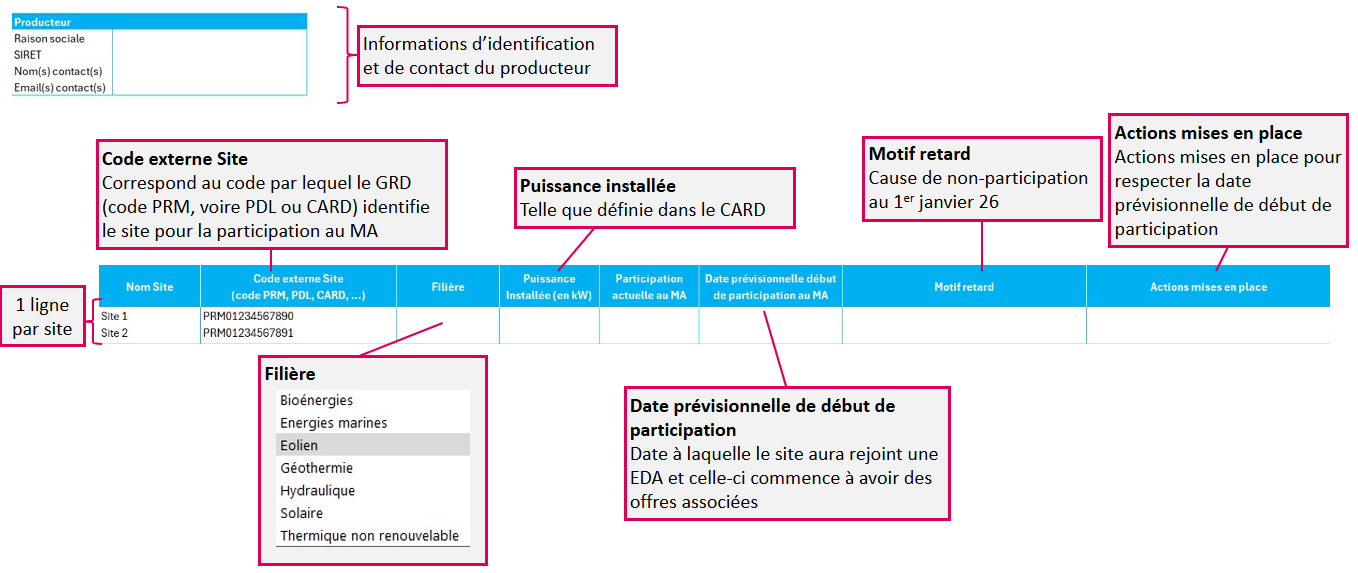 Producteur
Raison sociale
SIRET
Nom(s) contact(s)
Email(s) contact(s)
Informations d’identification
et de contact du producteur
Code externe Site
Correspond au code par lequel le GRD
(code PRM, voire PDL ou CARD) identifie
le site pour la participation au MA
Puissance installée
Telle que définie dans le CARD
Motif retard
Cause de non-participation
au 1er janvier 26
Actions mises en place
Actions mises en place pour
respecter la date
prévisionnelle de début de
participation
Nom Site
Code externe Site
(code PRM, PDL, CARD, ...)
Filière
Puissance
Installée (en kW)
Participation
actuelle au MA
Date prévisionnelle début
de participation au MA
Motif retard
Actions mises en place
1 ligne
par site
Site 1
PRM01234567890
Site 2
PRM01234567891
Filière
Bioénergies
Energies marines
Eolien
Géothermie
Hydraulique
Solaire
Thermique non renouvelable
Date prévisionnelle de début de
participation
Date à laquelle le site aura rejoint une
EDA et celle-ci commence à avoir des
offres associées